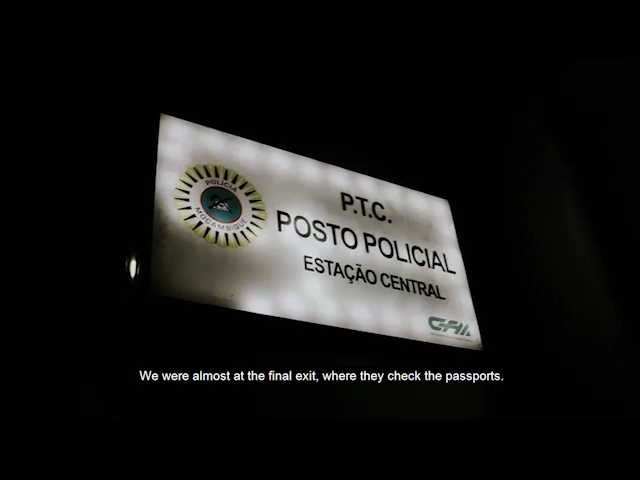 POLÍCIA
MOÇAMBIQUE
P.T.C.
POSTO POLICIAL
ESTAÇÃO CENTRAL
CFM
We were almost at the final exit, where they check the passports.